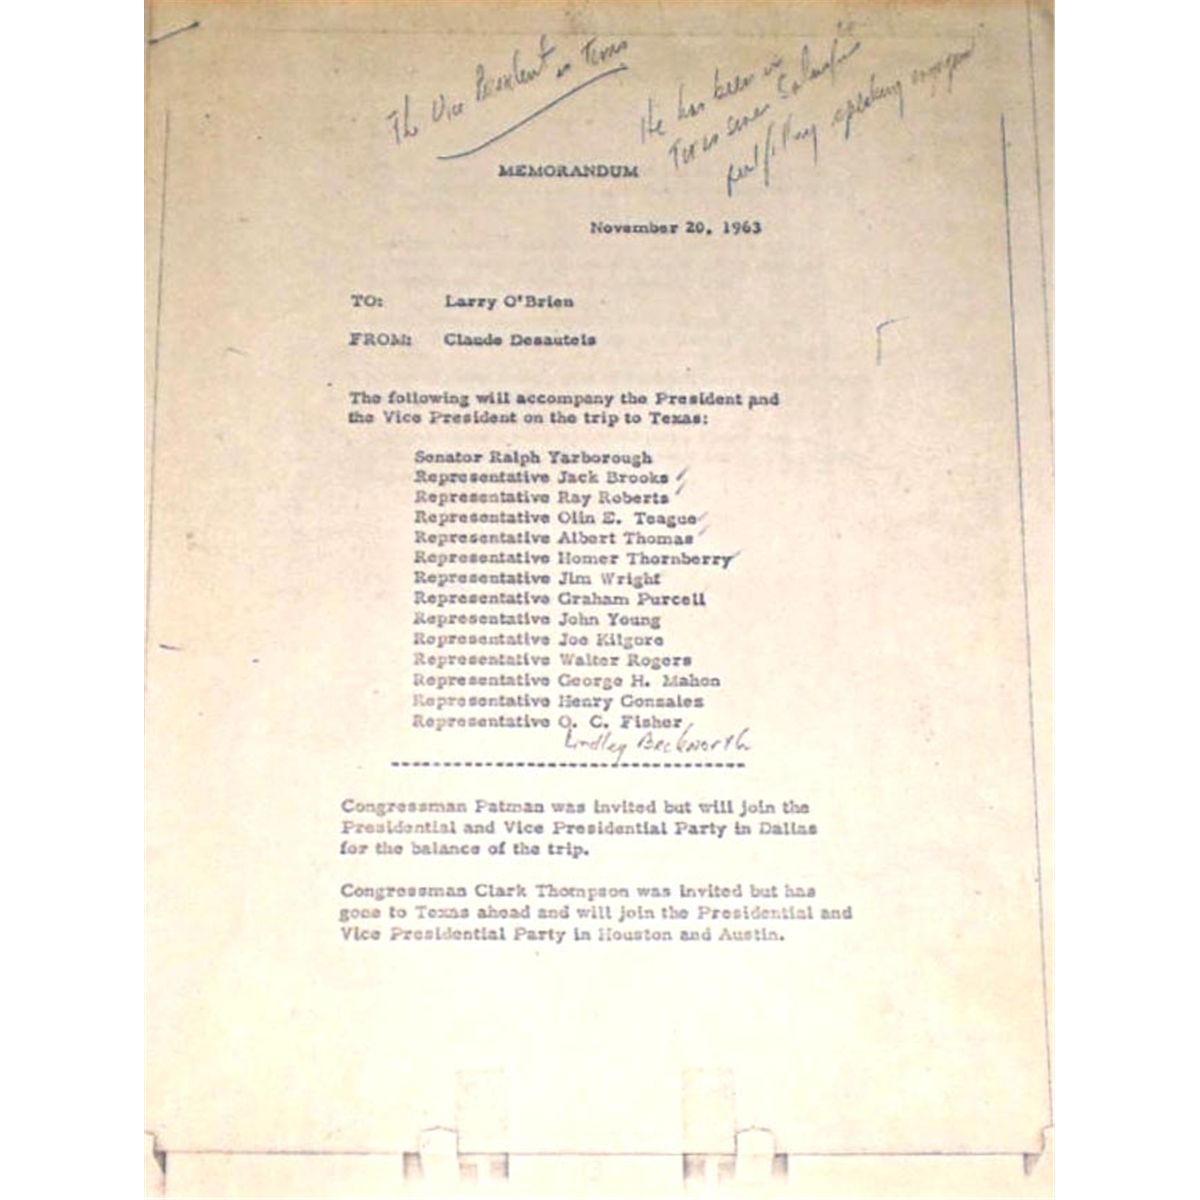 The Vice President in Texas
He has been in
Texas since Saturday
fulfilling speaking engagem
MEMORANDUM
November 20, 1963
TO: Larry O'Brien
FROM: Claude Desautels
The following will accompany the President and
the Vice President on the trip to Texas:
Senator Ralph Yarborough
Representative Jack Brooks
Representative Ray Roberts
Representative Olin E. Teague
Representative Albert Thomas
Representative Homer Thornberry
Representative Jim Wright
Representative Graham Purcell
Representative John Young
Representative Joe Kilgore
Representative Walter Rogers
Representative George H. Mahon
Representative Henry Gonzales
Representative O. C. Fisher
Lindley Beckworth
Congressman Patman was invited but will join the
Presidential and Vice Presidential Party in Dallas
for the balance of the trip.
Congressman Clark Thompson was invited but has
gone to Texas ahead and will join the Presidential and
Vice Presidential Party in Houston and Austin.